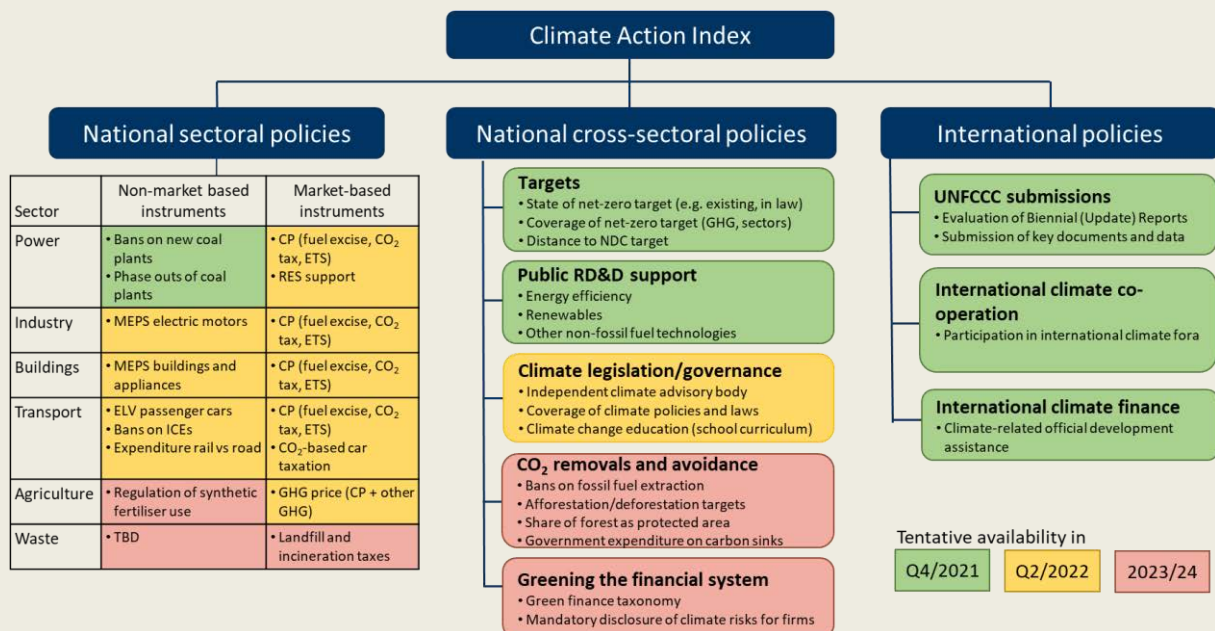 Climate Action Index
National sectoral policies
Sector
Non-market based
instruments
Market-based
instruments
Power
• Bans on new coal
plants
• Phase outs of coal
plants
• CP (fuel excise, CO₂
tax, ETS)
• RES support
Industry
• MEPS electric motors
• CP (fuel excise, CO₂
tax, ETS)
Buildings
• MEPS buildings and
appliances
• CP (fuel excise, CO₂
tax, ETS)
Transport
• ELV passenger cars
• Bans on ICEs
• Expenditure rail vs road
• CP (fuel excise, CO₂
tax, ETS)
• CO₂-based car
taxation
Agriculture
• Regulation of synthetic
fertiliser use
• GHG price (CP + other
GHG)
Waste
• TBD
• Landfill and
incineration taxes
National cross-sectoral policies
Targets
• State of net-zero target (e.g. existing, in law)
• Coverage of net-zero target (GHG, sectors)
• Distance to NDC target
Public RD&D support
• Energy efficiency
• Renewables
• Other non-fossil fuel technologies
Climate legislation/governance
• Independent climate advisory body
• Coverage of climate policies and laws
• Climate change education (school curriculum)
CO₂ removals and avoidance
• Bans on fossil fuel extraction
• Afforestation/deforestation targets
• Share of forest as protected area
• Government expenditure on carbon sinks
Greening the financial system
• Green finance taxonomy
• Mandatory disclosure of climate risks for firms
International policies
UNFCCC submissions
• Evaluation of Biennial (Update) Reports
• Submission of key documents and data
International climate co-
operation
• Participation in international climate fora
International climate finance
• Climate-related official development
assistance
Tentative availability in
Q4/2021
Q2/2022
2023/24